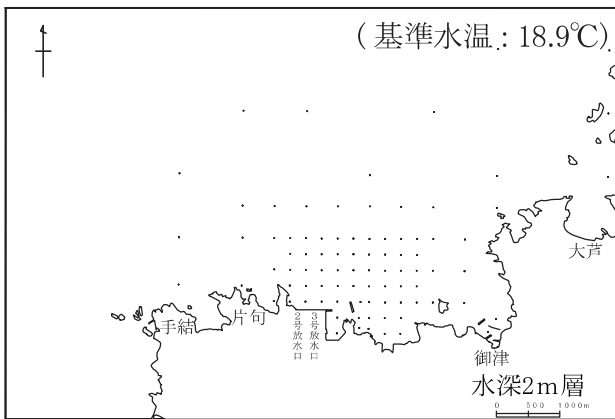 (基準水温：18.9℃)
大芦
片句
手結
2号放水口
3号放水口
御津
水深2m層
0 500 1000m